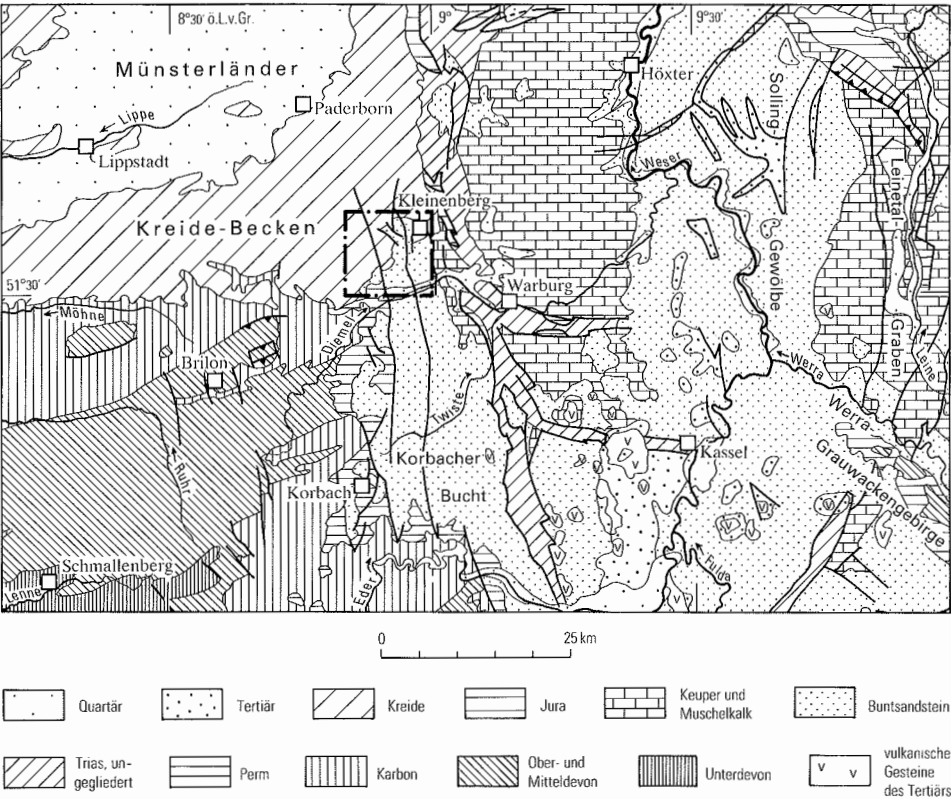 8°30' ö.L.v.Gr.
9°
9°30'
Münsterländer
Höxter
Solling-
Paderborn
Lippe
Lippstadt
Weser
Leinetal-
Kleinenberg
Kreide-Becken
Gewölbe
51°30'
Warburg
Möhne
Diemel
Graben
Leine
Brilon
Werra
Twiste
Werra-
Kassel
Korbacher
Grauwackengebirge
Ruhr
Korbach
Bucht
Schmallenberg
Lenne
Eder
Fulda
0 25 km
Quartär
Tertiär
Kreide
Jura
Keuper und
Muschelkalk
Buntsandstein
Trias, un-
gegliedert
Perm
Karbon
Ober- und
Mitteldevon
Unterdevon
v v
vulkanische
Gesteine
des Tertiärs